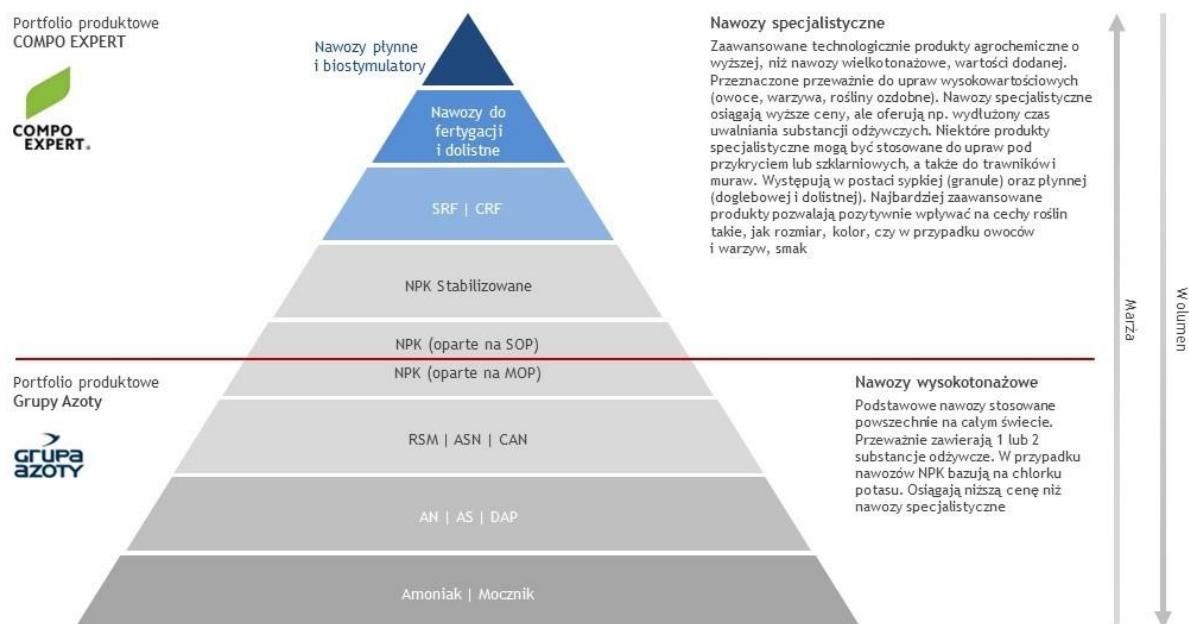 Portfolio produktowe
COMPO EXPERT
COMPO
EXPERT®
Nawozy płynne
i biostymulatory
Nawozy do
fertygacji
i dolistne
SRF | CRF
NPK Stabilizowane
NPK (oparte na SOP)
Nawozy specjalistyczne
Zaawansowane technologicznie produkty agrochemiczne o
wyższej, niż nawozy wielkotonażowe, wartości dodanej.
Przeznaczone przeważnie do upraw wysokowartościowych
(owoce, warzywa, rośliny ozdobne). Nawozy specjalistyczne
osiągają wyższe ceny, ale oferują np. wydłużony czas
uwalniania substancji odżywczych. Niektóre produkty
specjalistyczne mogą być stosowane do upraw pod
przykryciem lub szklarniowych, a także do trawników i
muraw. Występują w postaci sypkiej (granule) oraz płynnej
(doglebowej i dolistnej). Najbardziej zaawansowane
produkty pozwalają pozytywnie wpływać na cechy roślin
takie, jak rozmiar, kolor, czy w przypadku owoców
i warzyw, smak
Marża
Wolumen
Portfolio produktowe
Grupy Azoty
GRUPA
AZOTY
NPK (oparte na MOP)
RSM | ASN | CAN
AN | AS | DAP
Amoniak | Mocznik
Nawozy wysokotonażowe
Podstawowe nawozy stosowane
powszechnie na całym świecie.
Przeważnie zawierają 1 lub 2
substancje odżywcze. W przypadku
nawozów NPK bazują na chlorku
potasu. Osiągają niższą cenę niż
nawozy specjalistyczne